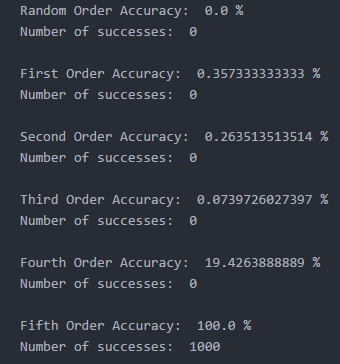 Random Order Accuracy:  0.0 %
Number of successes:  0
First Order Accuracy:  0.357333333333 %
Number of successes:  0
Second Order Accuracy:  0.263513513514 %
Number of successes:  0
Third Order Accuracy:  0.0739726027397 %
Number of successes:  0
Fourth Order Accuracy:  19.4263888889 %
Number of successes:  0
Fifth Order Accuracy:  100.0 %
Number of successes:  1000